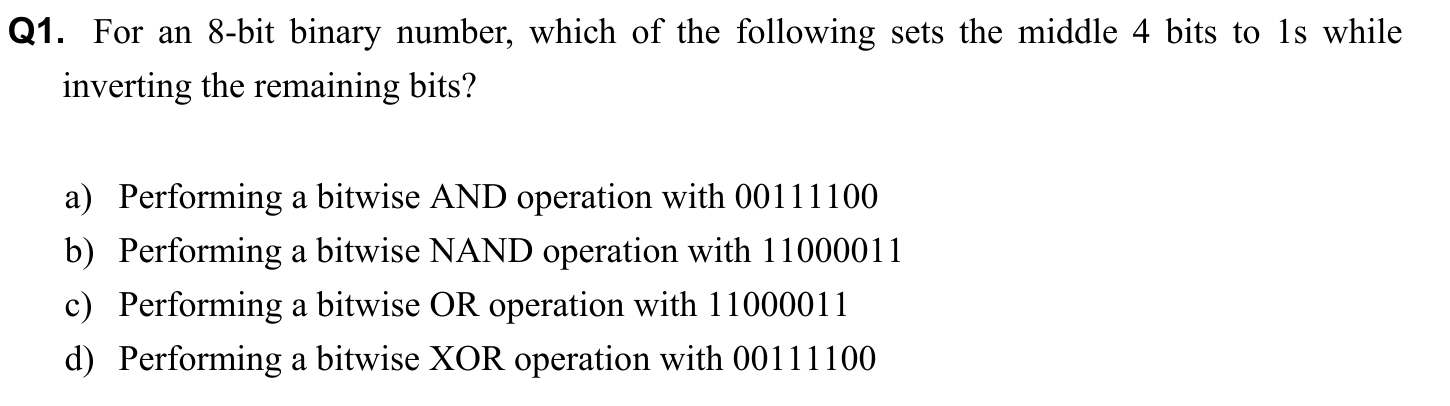 Q1. For an 8-bit binary number, which of the following sets the middle 4 bits to 1s while
inverting the remaining bits?
a) Performing a bitwise AND operation with 00111100
b) Performing a bitwise NAND operation with 11000011
c) Performing a bitwise OR operation with 11000011
d) Performing a bitwise XOR operation with 00111100